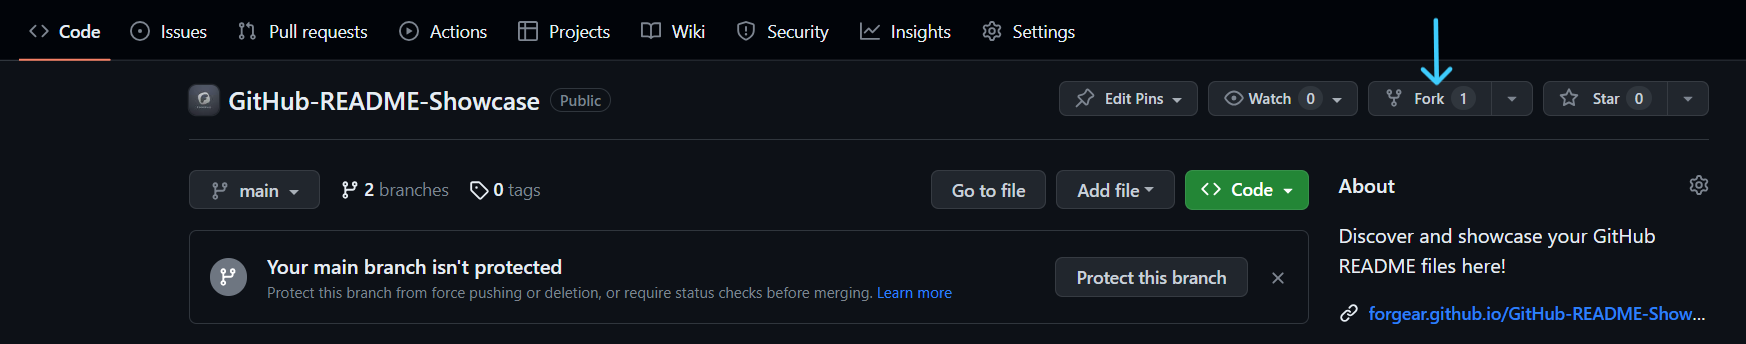 Code Issues Pull requests Actions Projects Wiki Security Insights Settings
GitHub-README-Showcase Public Edit Pins Watch 0 Fork 1 Star 0
main 2 branches 0 tags Go to file Add file Code
About
Your main branch isn't protected
Protect this branch from force pushing or deletion, or require status checks before merging. Learn more
Protect this branch
Discover and showcase your GitHub
README files here!
forgear.github.io/GitHub-README-Show...